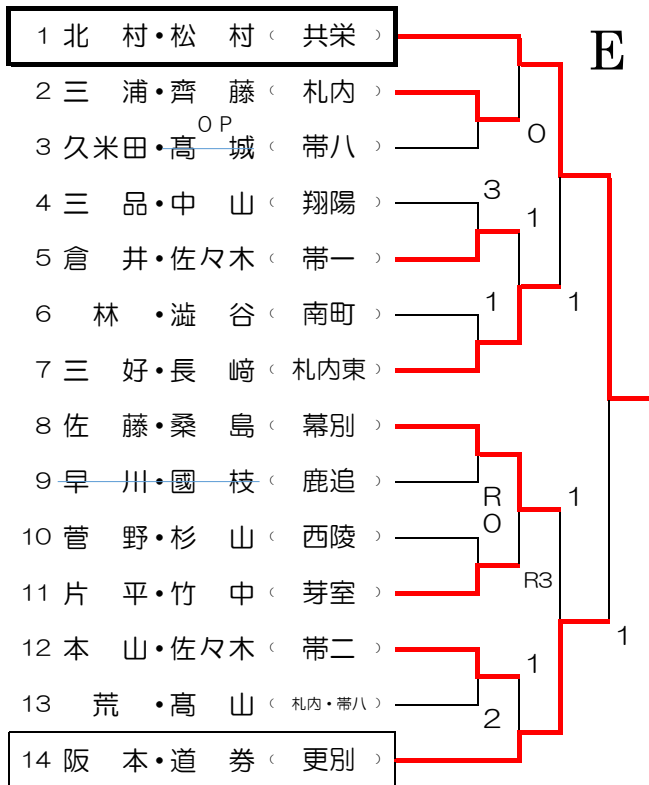 1 北 村・松 村 ( 共栄 )
E
2 三 浦・齊 藤 ( 札内 )
OP
0
3 久米田・髙 城 ( 帯八 )
4 三 品・中 山 ( 翔陽 )
3
1
5 倉 井・佐々木 ( 帯一 )
6 林 ・澁 谷 ( 南町 )
1
1
7 三 好・長 﨑 ( 札内東 )
8 佐 藤・桑 島 ( 幕別 )
9 早 川・國 枝 ( 鹿追 )
R
0
1
10 菅 野・杉 山 ( 西陵 )
R3
11 片 平・竹 中 ( 芽室 )
12 本 山・佐々木 ( 帯二 )
1
1
13 荒 ・髙 山 ( 札内・帯八 )
2
14 阪 本・道 券 ( 更別 )